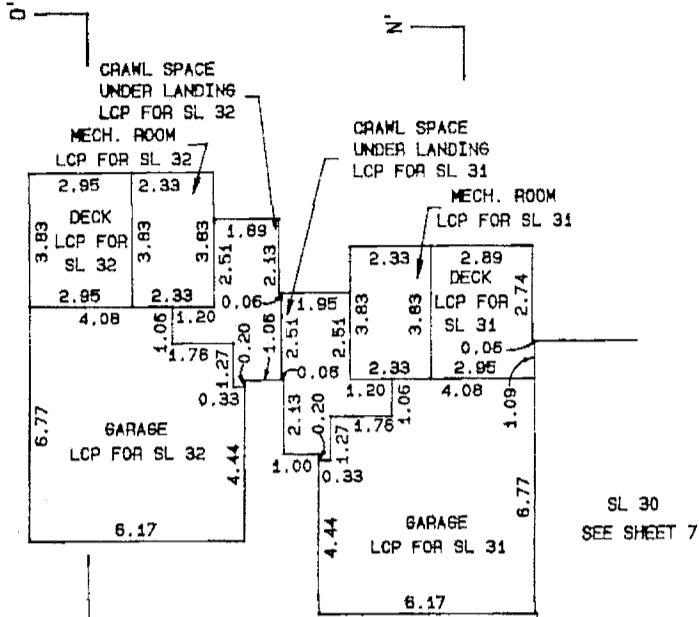 D'
N'
CRAWL SPACE
UNDER LANDING
LCP FOR SL 32
MECH. ROOM
LCP FOR SL 32
CRAWL SPACE
UNDER LANDING
LCP FOR SL 31
MECH. ROOM
LCP FOR SL 31
2.95
2.33
3.83
DECK
LCP FOR
SL 32
3.83
3.83
2.95
2.33
1.89
2.51
2.13
0.06
4.08
1.20
1.06
1.76
0.20
1.27
0.33
1.06
6.77
GARAGE
LCP FOR SL 32
4.44
6.17
1.95
2.51
2.51
0.06
2.13
0.20
1.00
2.33
2.89
3.83
3.83
DECK
LCP FOR
SL 31
2.74
0.06
2.33
2.95
1.20
4.08
1.06
1.76
1.27
0.33
1.09
4.44
GARAGE
LCP FOR SL 31
6.77
6.17
SL 30
SEE SHEET 7